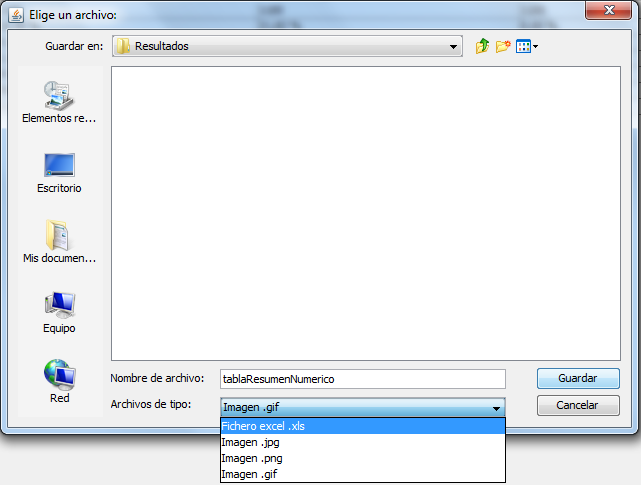 Elige un archivo:
Guardar en: Resultados
Elementos re...
Escritorio
Mis documen...
Equipo
Red
Nombre de archivo: tablaResumenNumerico Guardar
Archivos de tipo: Imagen .gif Cancelar
Fichero excel .xls
Imagen .jpg
Imagen .png
Imagen .gif